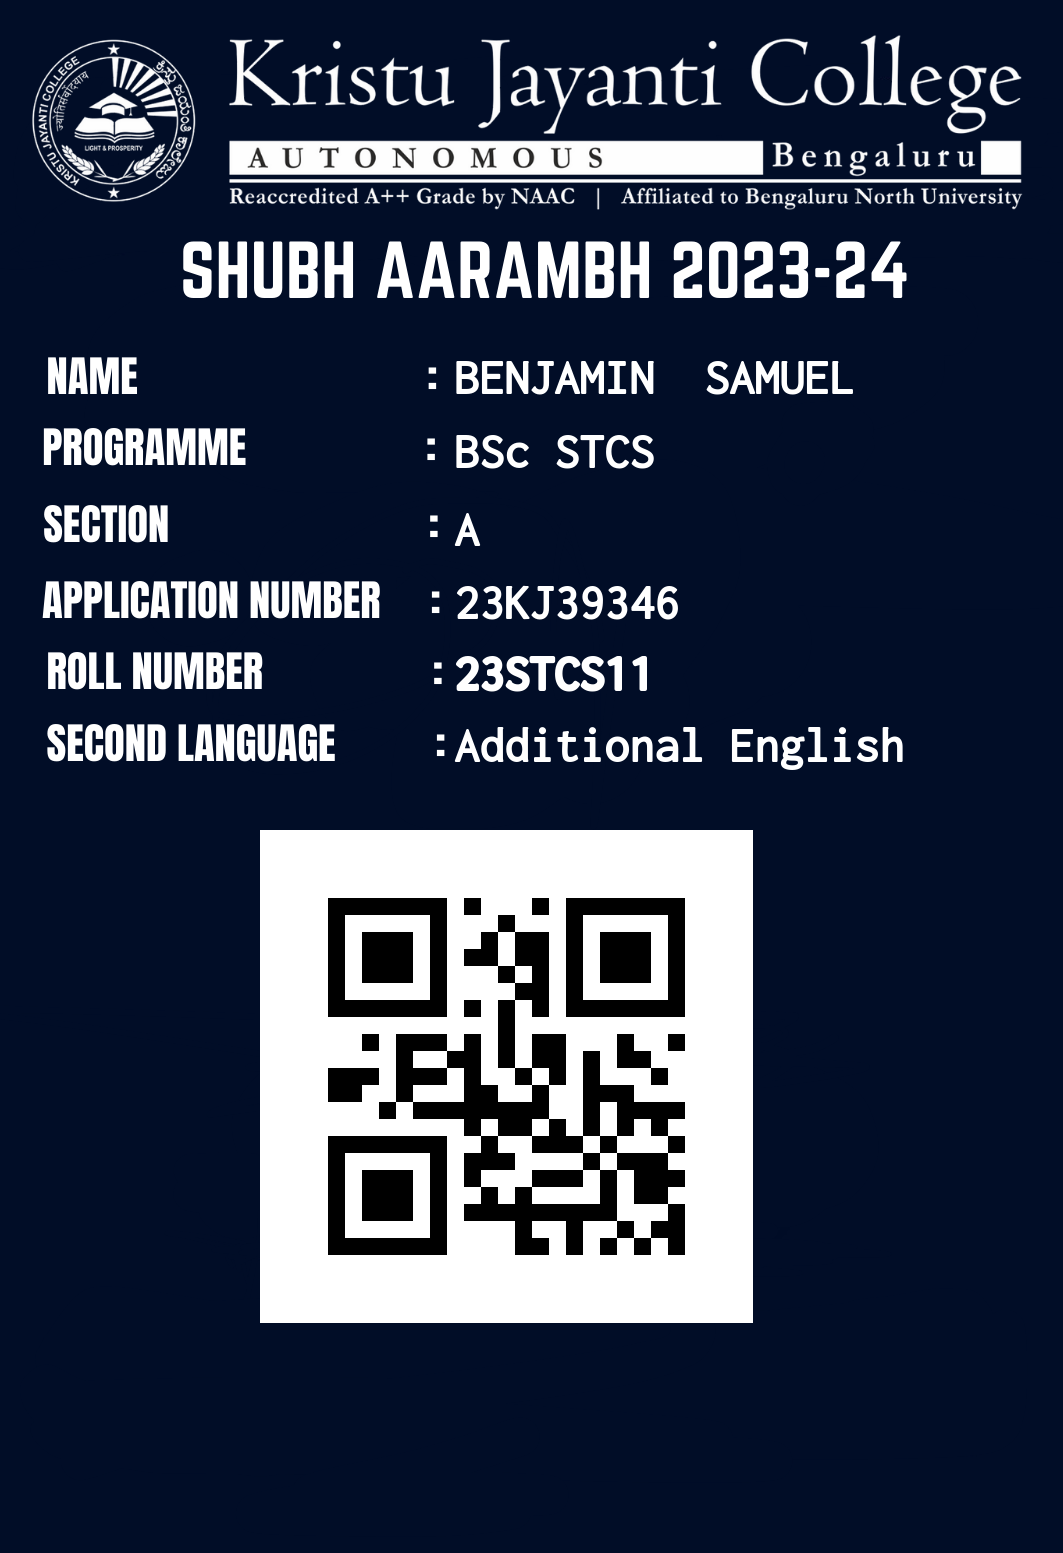 KRISTU JAYANTI COLLEGE
ಕ್ರಿಸ್ತು ಜಯಂತಿ ಕಾಲೇಜು
ज्योतिर्समृद्धि
LIGHT & PROSPERITY
Kristu Jayanti College
AUTONOMOUS Bengaluru
Reaccredited A++ Grade by NAAC | Affiliated to Bengaluru North University
SHUBH AARAMBH 2023-24
NAME : BENJAMIN SAMUEL
PROGRAMME : BSc STCS
SECTION : A
APPLICATION NUMBER : 23KJ39346
ROLL NUMBER : 23STCS11
SECOND LANGUAGE : Additional English